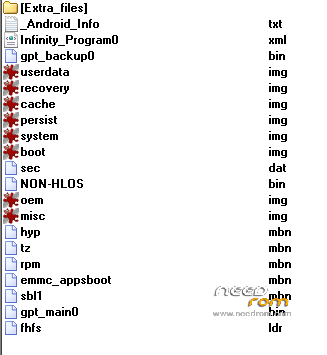 [Extra_files]
_Android_Info txt
Infinity_Program0 xml
gpt_backup0 bin
userdata img
recovery img
cache img
persist img
system img
boot img
sec dat
NON-HLOS bin
oem img
misc img
hyp mbn
tz mbn
rpm mbn
emmc_appsboot mbn
sbl1 mbn
gpt_main0 bin
fhfs ldr
need rom
www.needrom.com